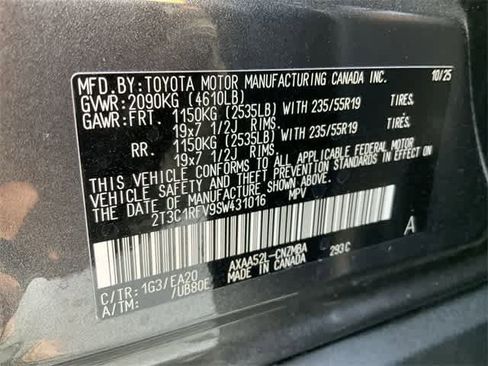 MFD.BY: TOYOTA MOTOR MANUFACTURING CANADA INC. 10/25
GVWR: 2090KG (4610LB)
GAWR: FRT. 1150KG (2535LB) WITH 235/55R19 TIRES.
19x7 1/2J RIMS.
RR. 1150KG (2535LB) WITH 235/55R19 TIRES.
19x7 1/2J RIMS.
THIS VEHICLE CONFORMS TO ALL APPLICABLE FEDERAL MOTOR
VEHICLE SAFETY AND THEFT PREVENTION STANDARDS IN EFFECT ON
THE DATE OF MANUFACTURE SHOWN ABOVE.
2T3C1RFV9SW431016 MPV
A
C/TR: 1G3/EA20 AXAA52L-CNZMBA 293C
A/TM: /UB80E MADE IN CANADA